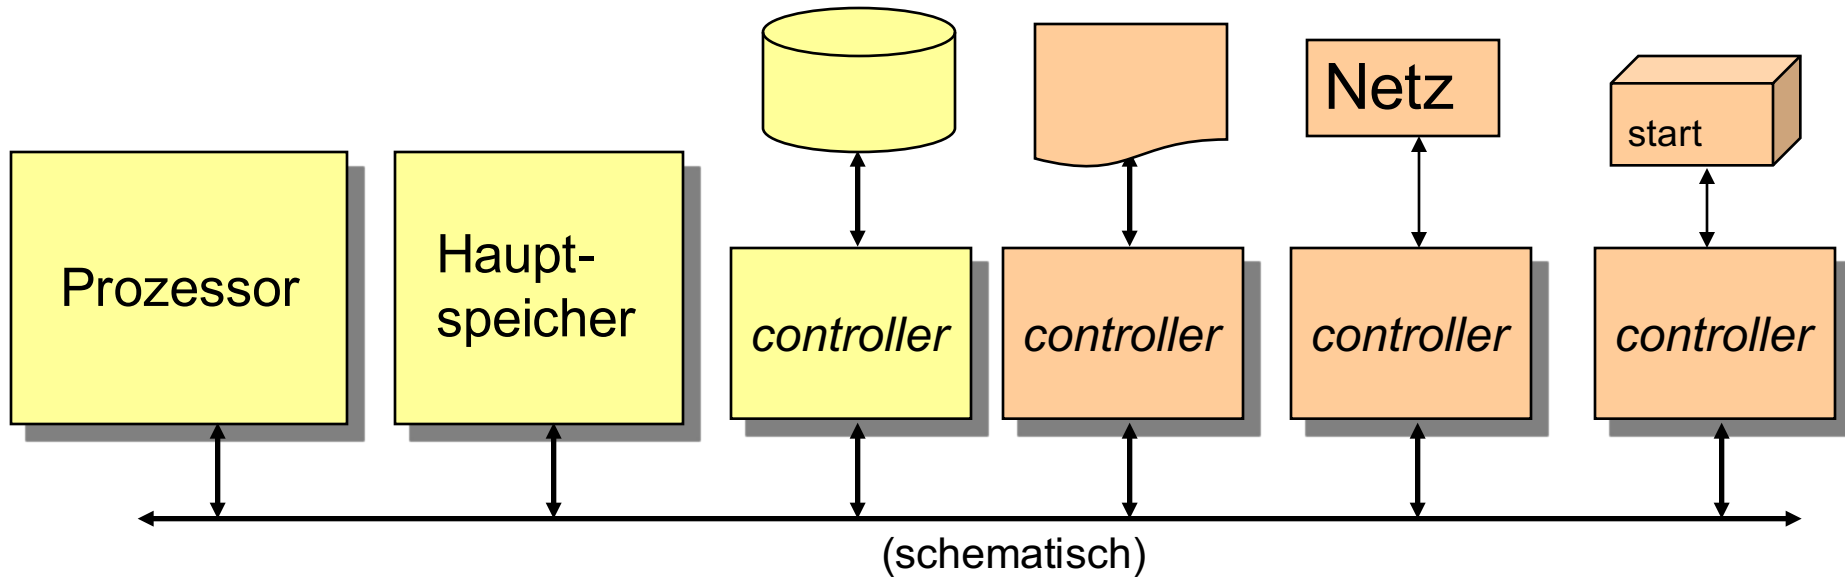 Netz
start
Prozessor
Haupt-
speicher
controller
controller
controller
controller
(schematisch)